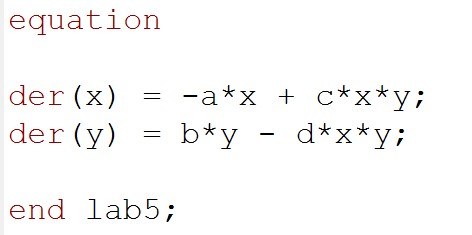 equation
der(x) = -a*x + c*x*y;
der(y) = b*y - d*x*y;
end lab5;